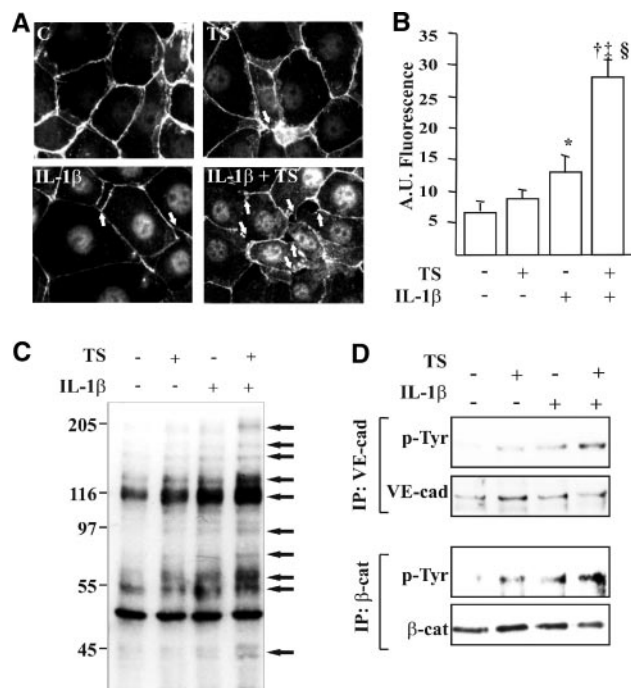 A
C
TS
IL-1β
IL-1β + TS
B
A.U. Fluorescence
35
30
25
20
15
10
5
*
†‡ §
TS - + - +
IL-1β - - + +
C
TS - + - +
IL-1β - - + +
205
116
97
55
45
D
TS - + - +
IL-1β - - + +
IP: VE-cad
p-Tyr
VE-cad
IP: β-cat
p-Tyr
β-cat